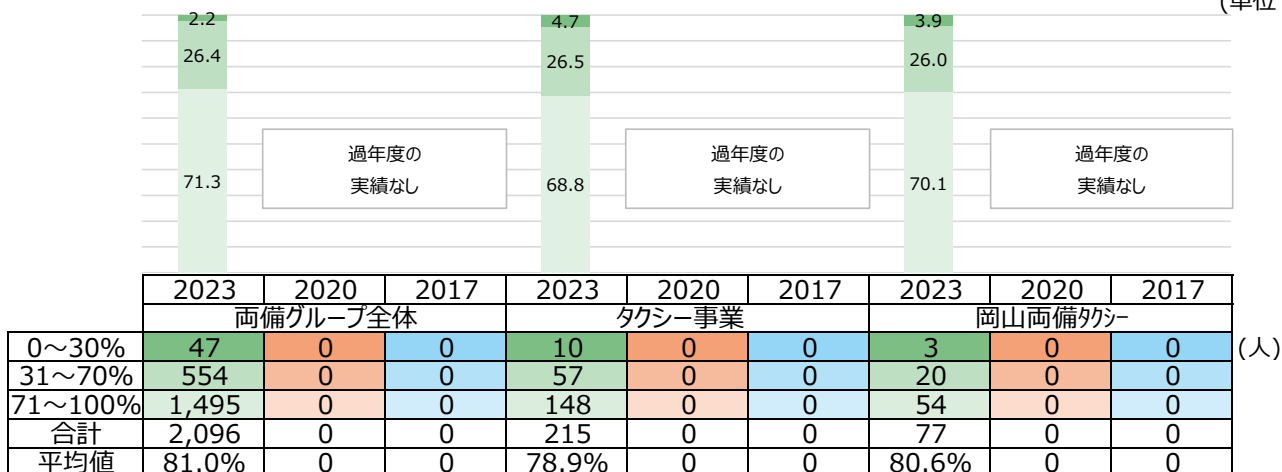 (単位
2.2 4.7 3.9
26.4 26.5 26.0
過年度の 過年度の 過年度の
71.3 実績なし 68.8 実績なし 70.1 実績なし
2023 2020 2017 2023 2020 2017 2023 2020 2017
両備グループ全体 タクシー事業 岡山両備タクシー
0~30% 47 0 0 10 0 0 3 0 0 (人)
31~70% 554 0 0 57 0 0 20 0 0
71~100% 1,495 0 0 148 0 0 54 0 0
合計 2,096 0 0 215 0 0 77 0 0
平均値 81.0% 0 0 78.9% 0 0 80.6% 0 0